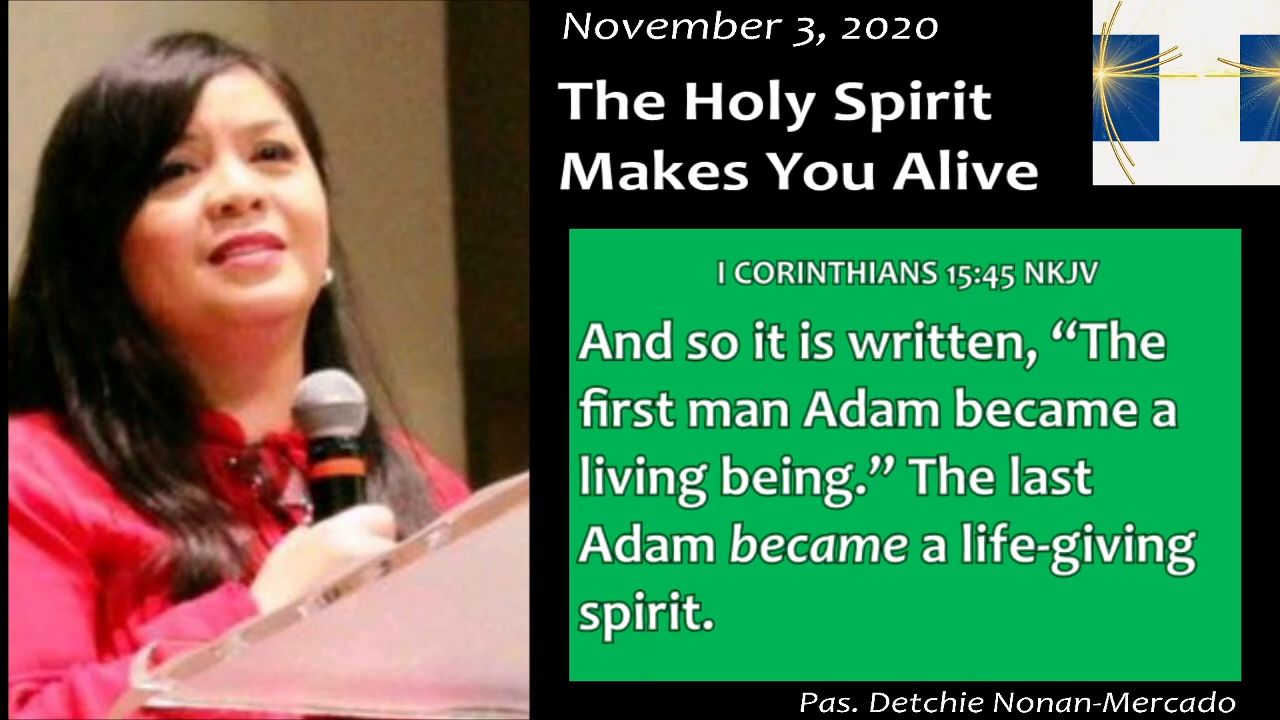 November 3, 2020
The Holy Spirit
Makes You Alive
I CORINTHIANS 15:45 NKJV
And so it is written, “The
first man Adam became a
living being.” The last
Adam became a life-giving
spirit.
Pas. Detchie Nonan-Mercado